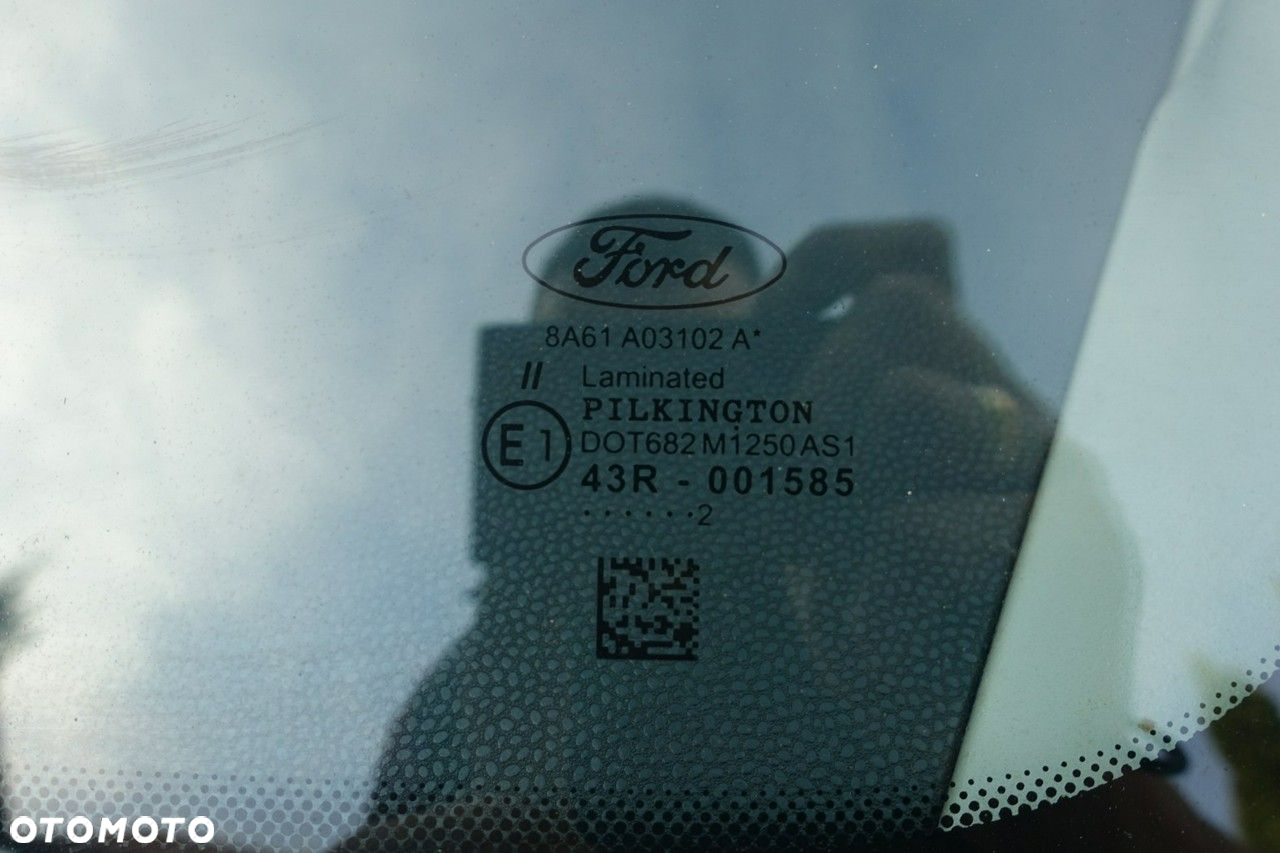 Ford
8A61 A03102 A*
// Laminated
PILKINGTON
E1 DOT682 M1250 AS1
43R - 001585
. . . . . . . 2
OTOMOTO